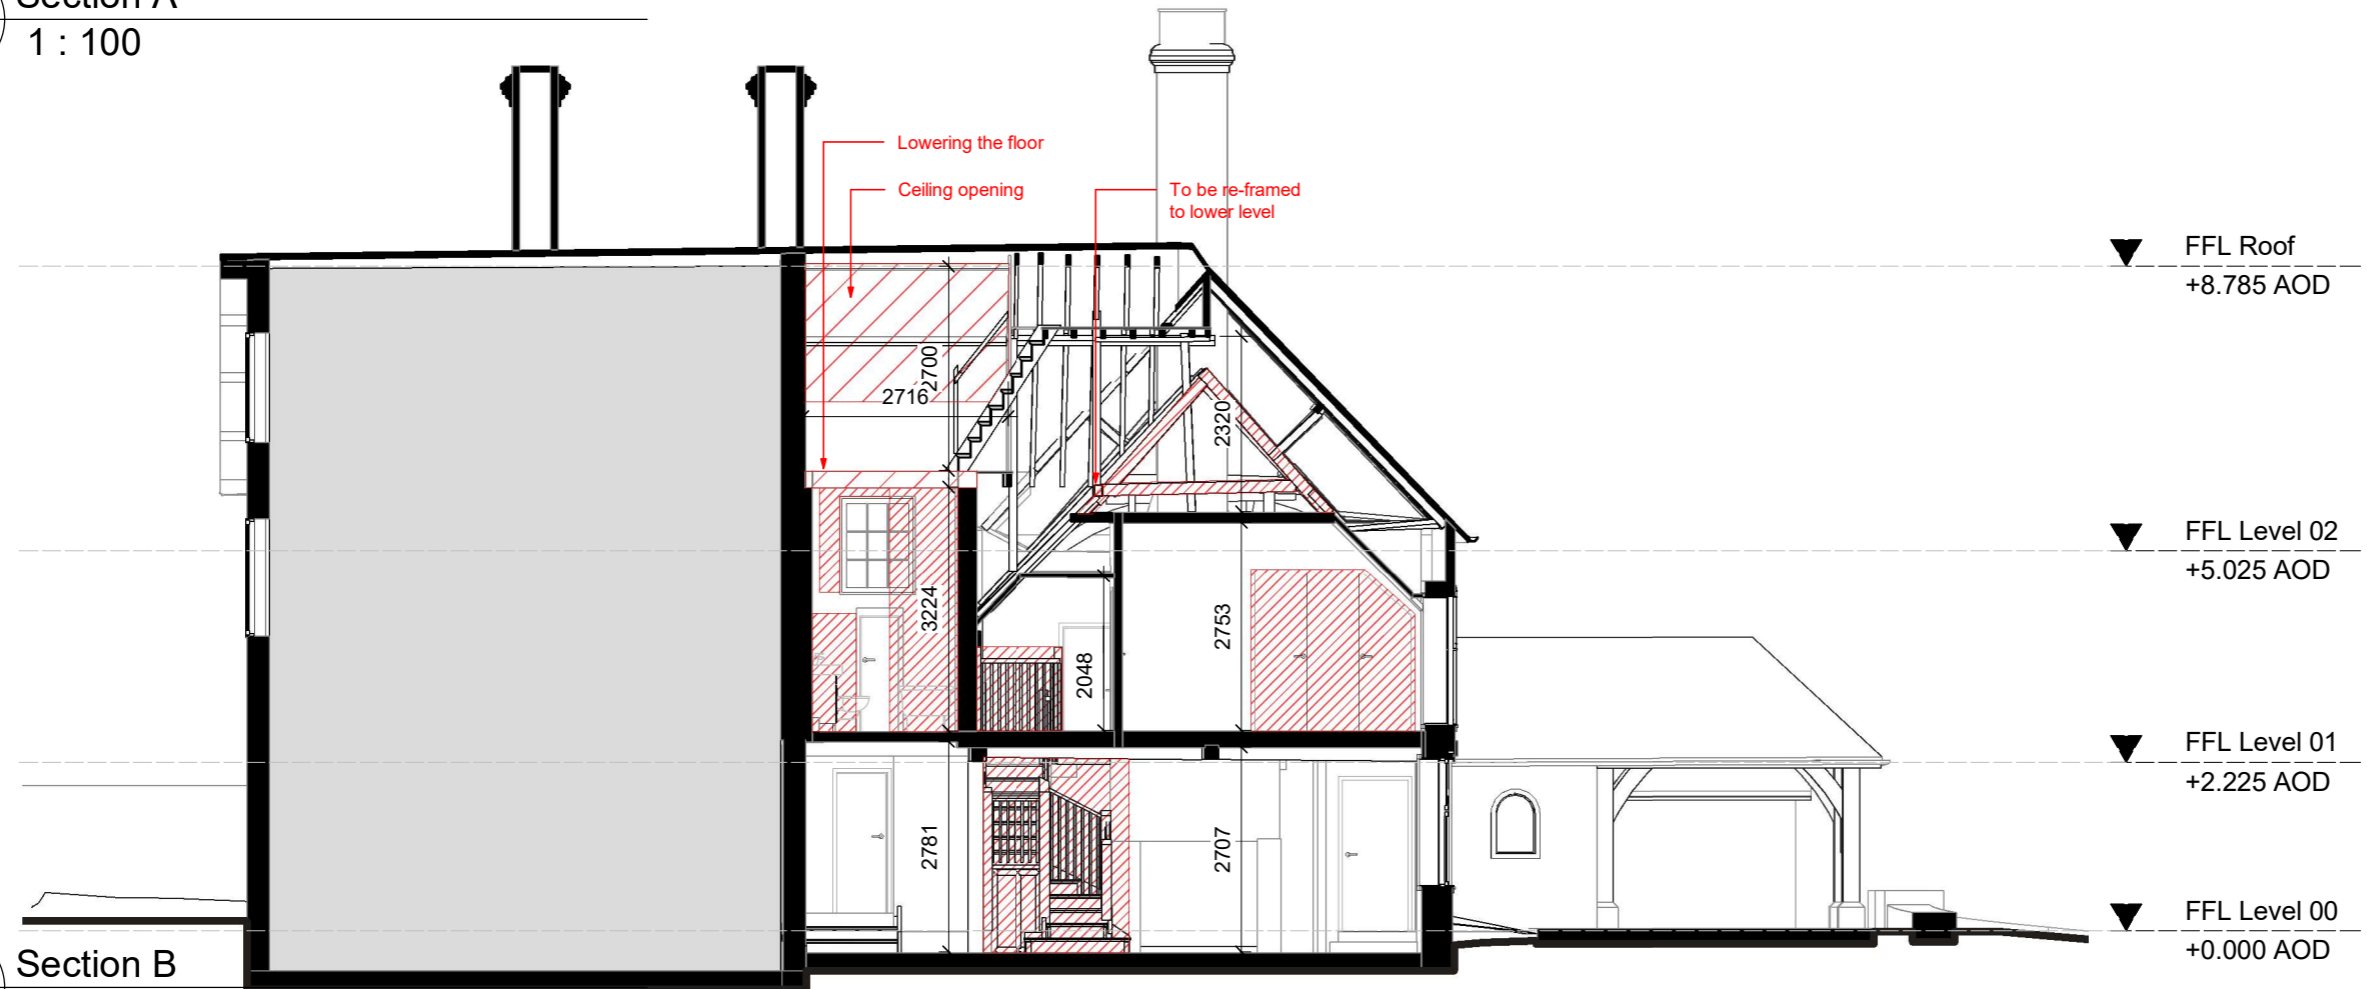 Section A
1 : 100
Lowering the floor
Ceiling opening
To be re-framed
to lower level
FFL Roof
+8.785 AOD
2700
2716
2320
FFL Level 02
+5.025 AOD
3224
2753
2048
FFL Level 01
+2.225 AOD
2781
2707
FFL Level 00
+0.000 AOD
Section B